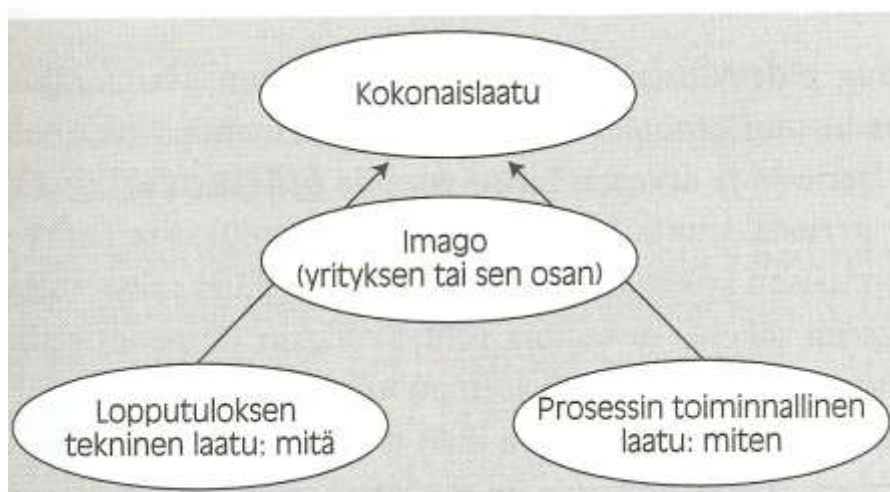 Kokonaislaatu
Imago
(yrityksen tai sen osan)
Lopputuloksen
tekninen laatu: mitä
Prosessin toiminnallinen
laatu: miten